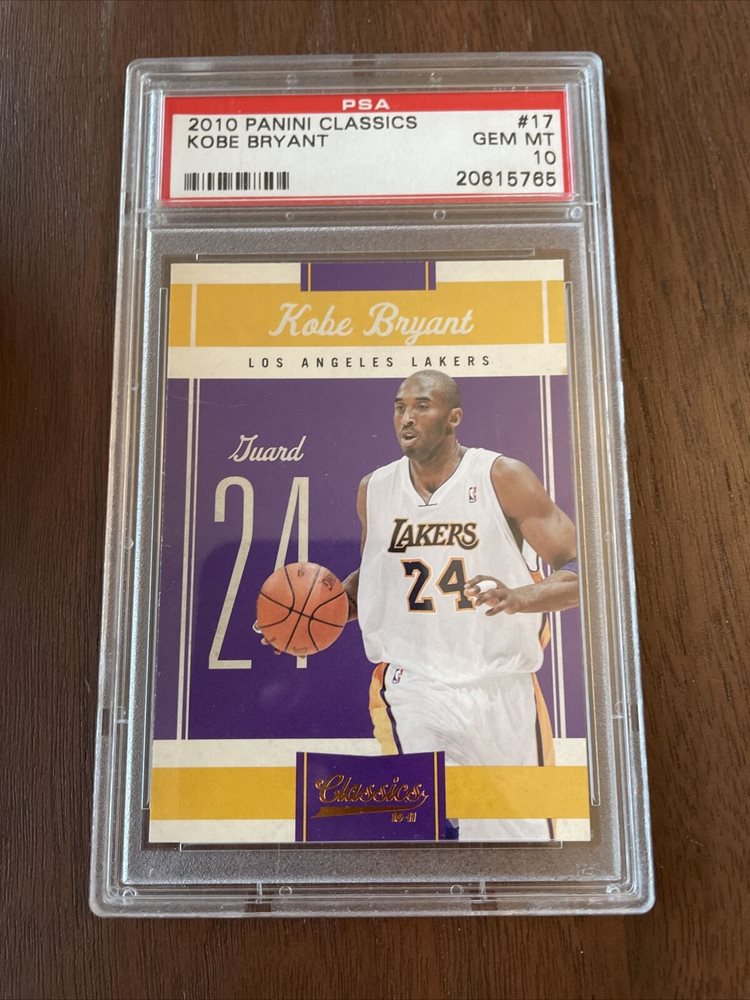 PSA
2010 PANINI CLASSICS #17
KOBE BRYANT GEM MT
10
20615765
Kobe Bryant
LOS ANGELES LAKERS
Guard
24
LAKERS
24
Classics
10-11